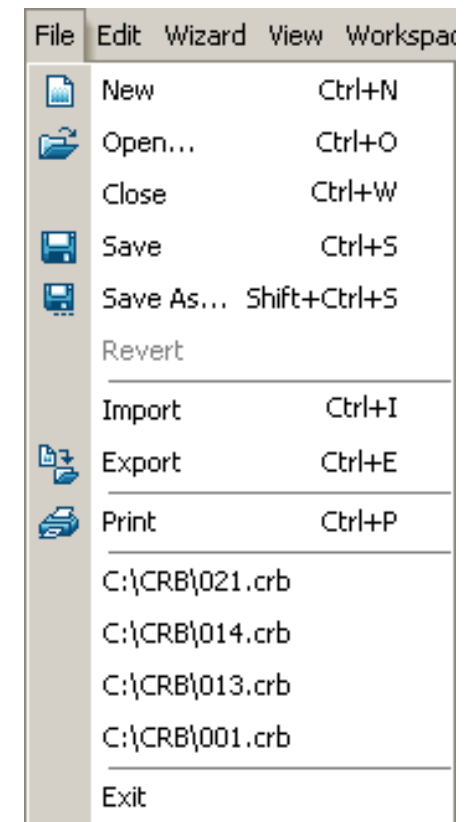 File Edit Wizard View Workspac
New Ctrl+N
Open... Ctrl+O
Close Ctrl+W
Save Ctrl+S
Save As... Shift+Ctrl+S
Revert
Import Ctrl+I
Export Ctrl+E
Print Ctrl+P
C:\CRB\021.crb
C:\CRB\014.crb
C:\CRB\013.crb
C:\CRB\001.crb
Exit